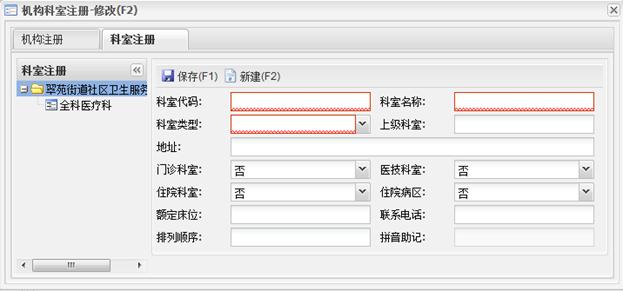 机构科室注册-修改(F2)
机构注册 科室注册
科室注册
翠苑街道社区卫生服务
全科医疗科
保存(F1) 新建(F2)
科室代码: 科室名称:
科室类型: 上级科室:
地址:
门诊科室: 否 医技科室: 否
住院科室: 否 住院病区: 否
额定床位: 联系电话:
排列顺序: 拼音助记: